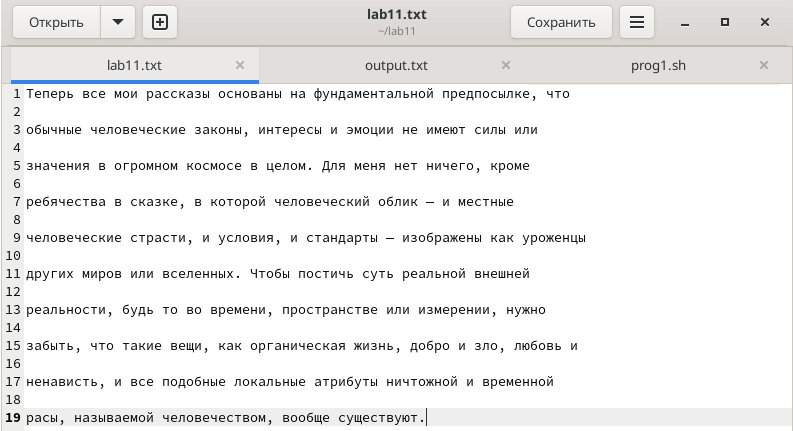 Открыть
lab11.txt
~/lab11
Сохранить
lab11.txt
output.txt
prog1.sh
1 Теперь все мои рассказы основаны на фундаментальной предпосылке, что
2
3 обычные человеческие законы, интересы и эмоции не имеют силы или
4
5 значения в огромном космосе в целом. Для меня нет ничего, кроме
6
7 ребячества в сказке, в которой человеческий облик — и местные
8
9 человеческие страсти, и условия, и стандарты — изображены как уроженцы
10
11 других миров или вселенных. Чтобы постичь суть реальной внешней
12
13 реальности, будь то во времени, пространстве или измерении, нужно
14
15 забыть, что такие вещи, как органическая жизнь, добро и зло, любовь и
16
17 ненависть, и все подобные локальные атрибуты ничтожной и временной
18
19 расы, называемой человечеством, вообще существуют.